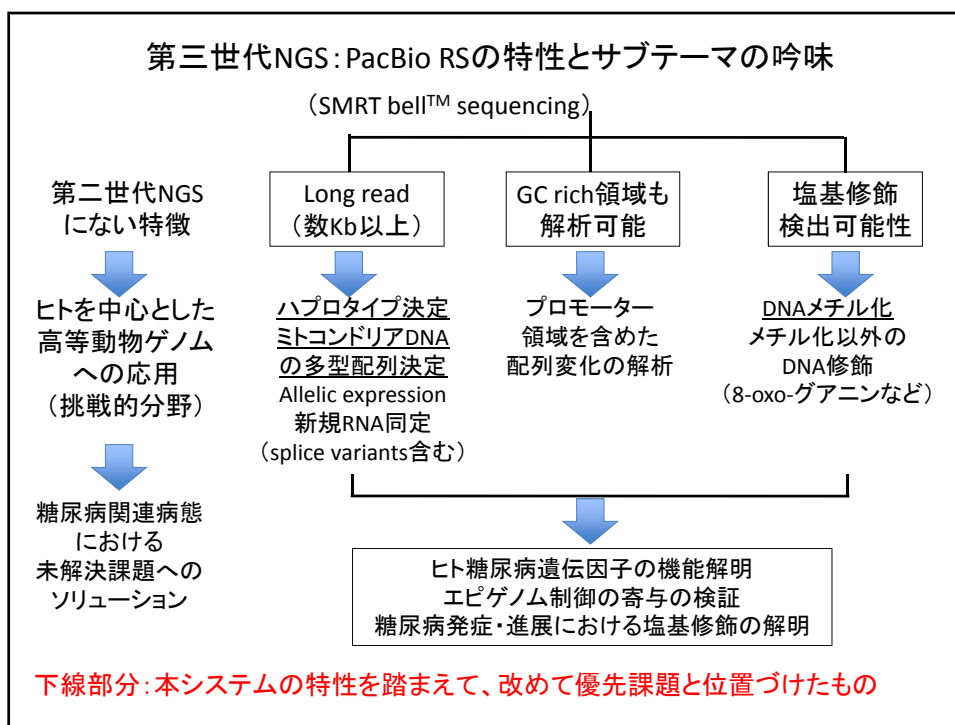 第三世代NGS：PacBio RSの特性とサブテーマの吟味
（SMRT bell™ sequencing）
第二世代NGS
にない特徴
ヒトを中心とした
高等動物ゲノム
への応用
（挑戦的分野）
糖尿病関連病態
における
未解決課題への
ソリューション
Long read
（数Kb以上）
ハプロタイプ決定
ミトコンドリアDNA
の多型配列決定
Allelic expression
新規RNA同定
（splice variants含む）
GC rich領域も
解析可能
プロモーター
領域を含めた
配列変化の解析
塩基修飾
検出可能性
DNAメチル化
メチル化以外の
DNA修飾
（8-oxo-グアニンなど）
ヒト糖尿病遺伝因子の機能解明
エピゲノム制御の寄与の検証
糖尿病発症・進展における塩基修飾の解明
下線部分：本システムの特性を踏まえて、改めて優先課題と位置づけたもの